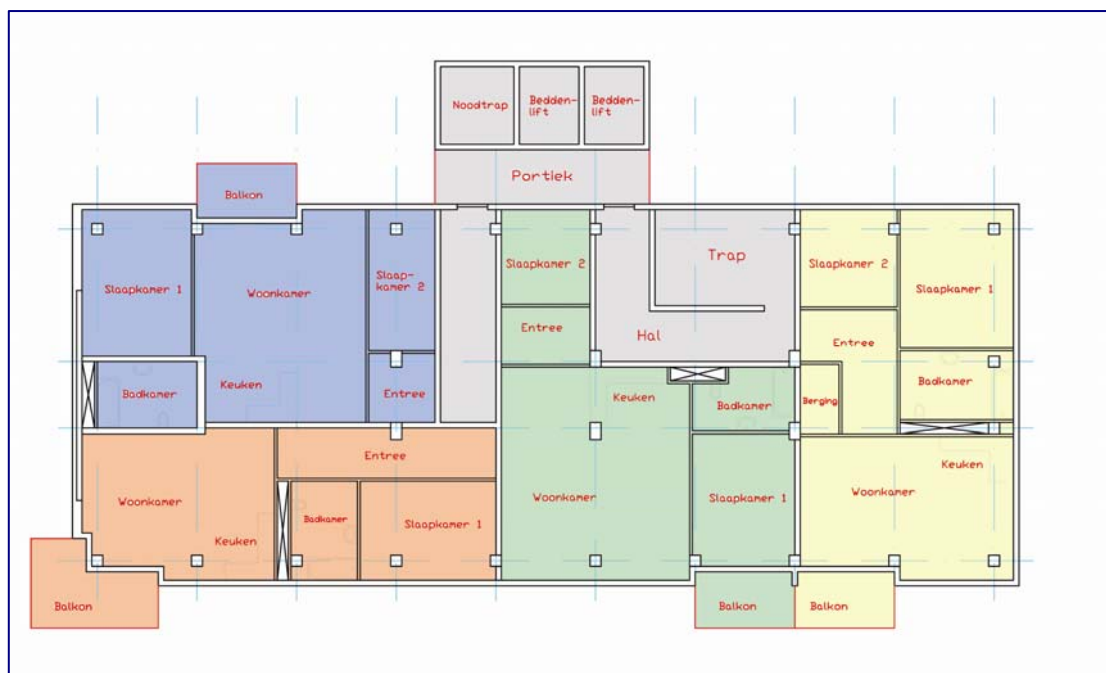 Noodtrap
Bedden-
lift
Bedden-
lift
Portiek
Balkon
Slaapkamer 1
Woonkamer
Slaap-
kamer 2
Keuken
Badkamer
Entree
Slaapkamer 2
Entree
Trap
Hal
Slaapkamer 2
Slaapkamer 1
Entree
Badkamer
Berging
Keuken
Woonkamer
Keuken
Badkamer
Woonkamer
Slaapkamer 1
Entree
Woonkamer
Keuken
Badkamer
Slaapkamer 1
Balkon
Balkon
Balkon